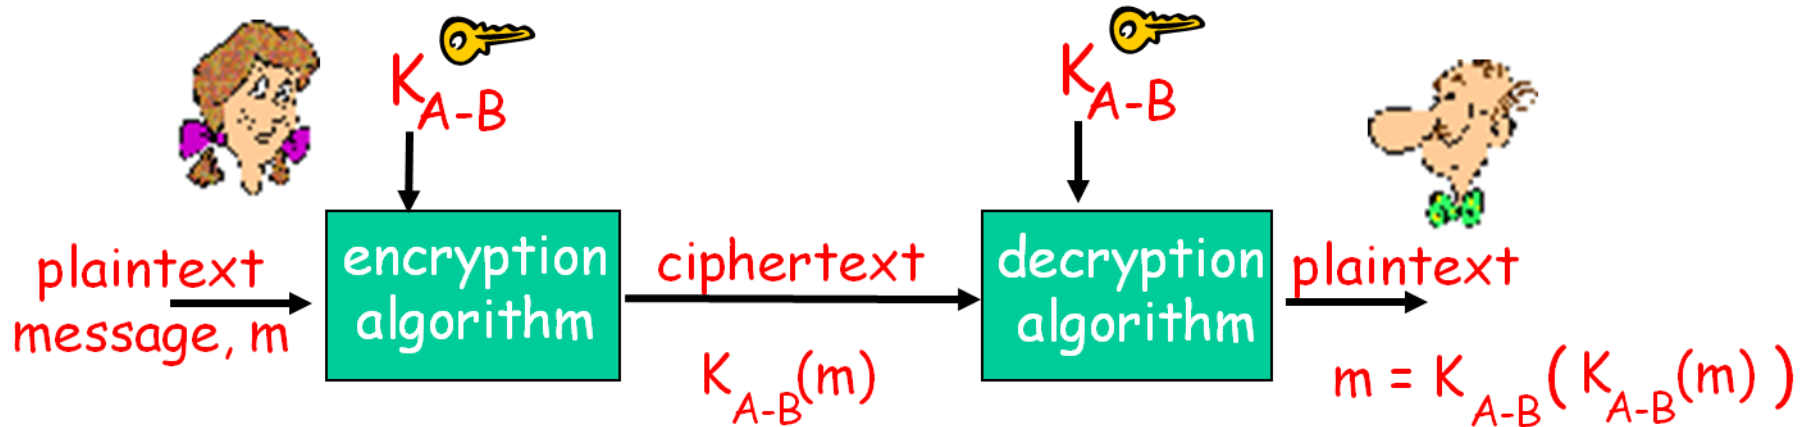 K A-B
K A-B
plaintext
message, m
encryption
algorithm
ciphertext
K A-B (m)
decryption
algorithm
plaintext
m = K A-B ( K A-B (m) )